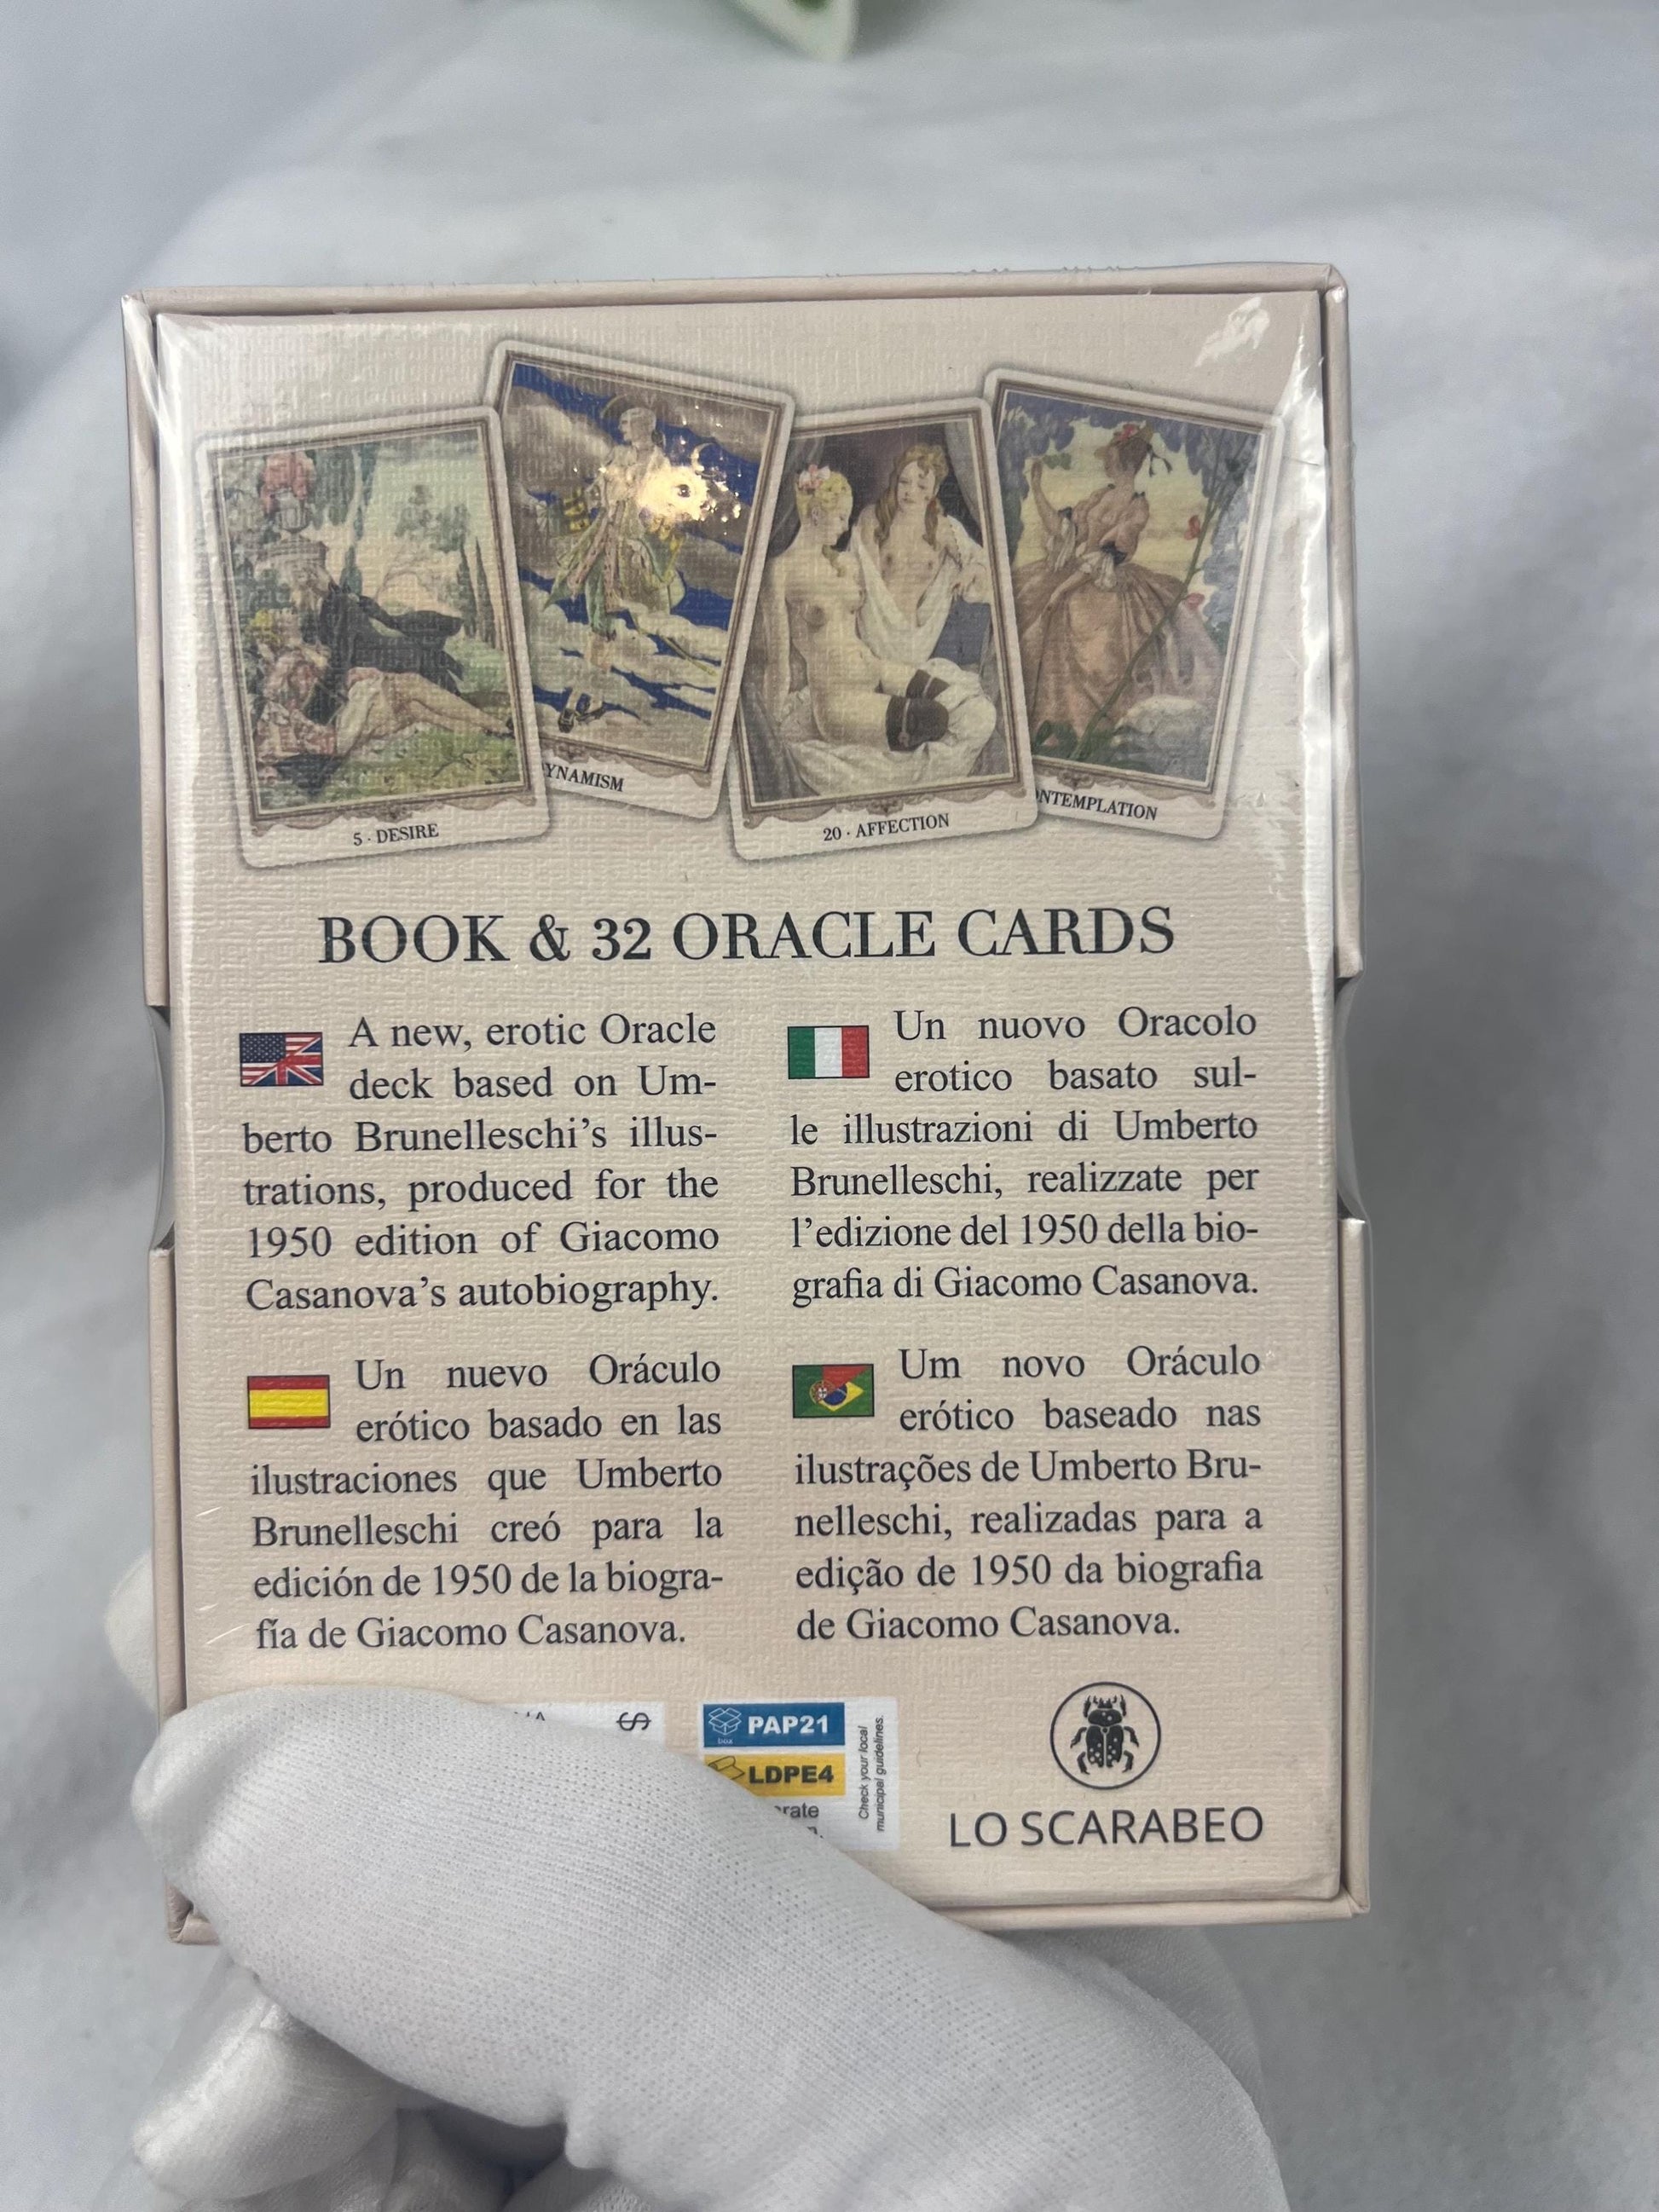 5 · DESIRE
YNAMISM
20 · AFFECTION
NTEMPLATION
BOOK & 32 ORACLE CARDS
A new, erotic Oracle
deck based on Um-
berto Brunelleschi's illus-
trations, produced for the
1950 edition of Giacomo
Casanova's autobiography.
Un nuovo Oracolo
erotico basato sul-
le illustrazioni di Umberto
Brunelleschi, realizzate per
l'edizione del 1950 della bio-
grafia di Giacomo Casanova.
Un nuevo Oráculo
erótico basado en las
ilustraciones que Umberto
Brunelleschi creó para la
edición de 1950 de la biogra-
fía de Giacomo Casanova.
Um novo Oráculo
erótico baseado nas
ilustrações de Umberto Bru-
nelleschi, realizadas para a
edição de 1950 da biografia
de Giacomo Casanova.
box
PAP21
LDPE4
Check your local
municipal guidelines.
LO SCARABEO